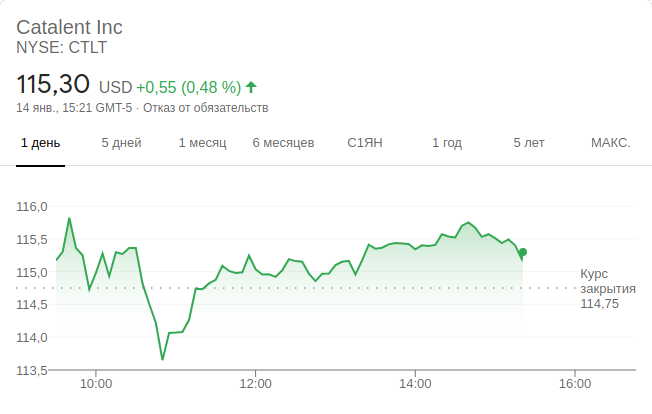 Catalent Inc
NYSE: CTLT
115,30 USD +0,55 (0,48 %)
14 янв., 15:21 GMT-5 · Отказ от обязательств
1 день 5 дней 1 месяц 6 месяцев С1ЯН 1 год 5 лет МАКС.
116,0
115,5
115,0
Курс
закрытия
114,75
114,5
114,0
113,5
10:00 12:00 14:00 16:00